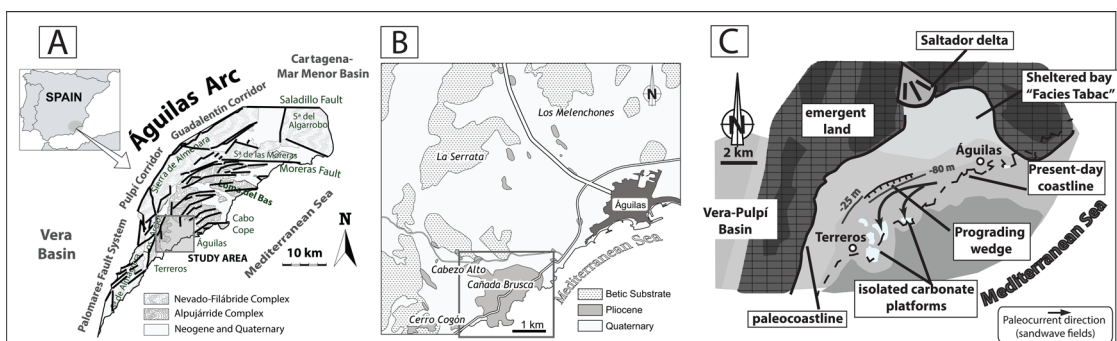 A
SPAIN
Águilas Arc
Guadalentín Corridor
Cartagena-
Mar Menor Basin
Saladillo Fault
Sª del
Algarrobo
Sierra de Almenara
Sª de las Moreras
Moreras Fault
Pulpí Corridor
Loma del Bas
Vera
Basin
Palomares Fault System
Cabo
Cope
Águilas
STUDY AREA
Terreros
Mediterranean Sea
N
10 km
Nevado-Filábride Complex
Alpujárride Complex
Neogene and Quaternary
B
N
Los Melenchones
La Serrata
Águilas
Mediterranean Sea
Cabezo Alto
Cañada Brusca
Cerro Cogón
1 km
Betic Substrate
Pliocene
Quaternary
C
Saltador delta
N
2 km
emergent
land
Sheltered bay
“Facies Tabac”
Águilas
-25 m
-80 m
Present-day
coastline
Vera-Pulpí
Basin
Terreros
Prograding
wedge
isolated carbonate
platforms
paleocoastline
Mediterranean Sea
Paleocurrent direction
(sandwave fields)